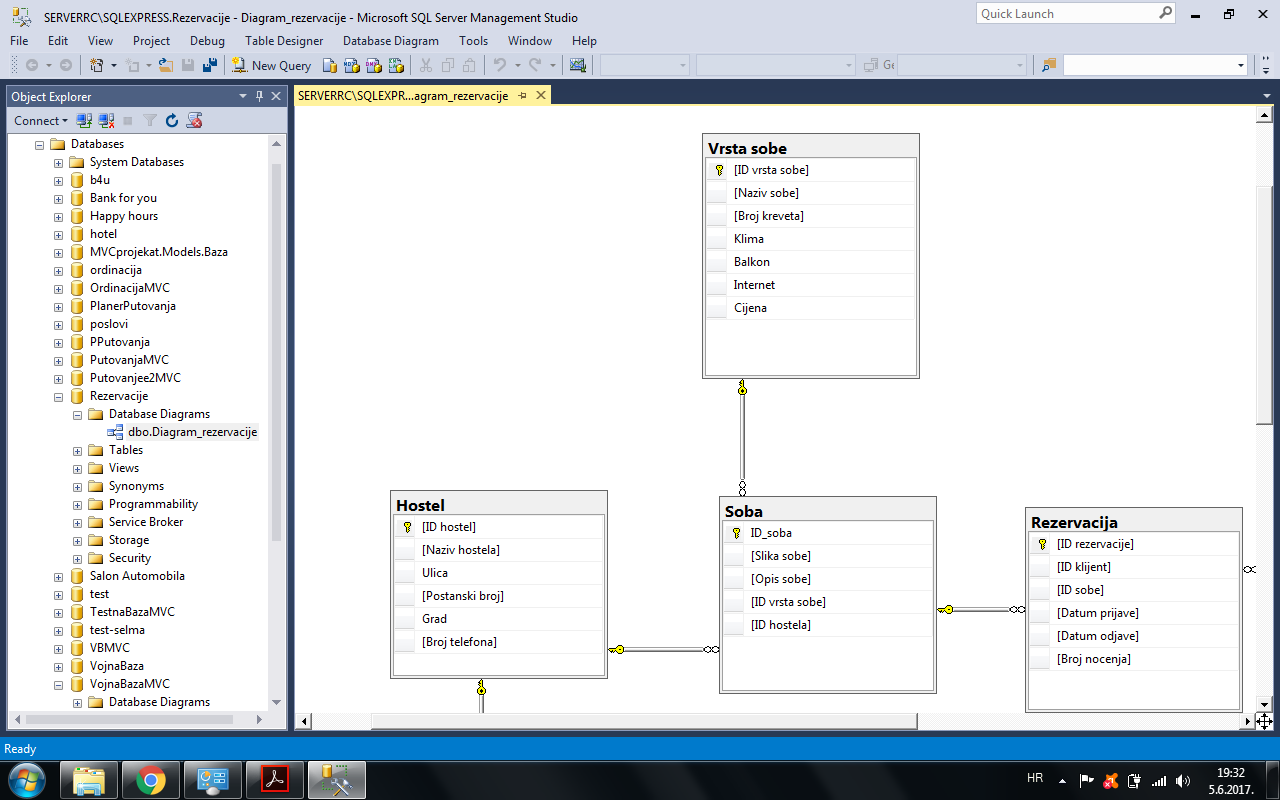 SERVERRC\SQLEXPRESS.Rezervacije - Diagram_rezervacije - Microsoft SQL Server Management Studio
Quick Launch
File Edit View Project Debug Table Designer Database Diagram Tools Window Help
New Query
Ge
Object Explorer
SERVERRC\SQLEXPR...agram_rezervacije
Connect
Databases
System Databases
b4u
Bank for you
Happy hours
hotel
MVCprojekat.Models.Baza
ordinacija
OrdinacijaMVC
PlanerPutovanja
poslovi
PPutovanja
PutovanjaMVC
Putovanjee2MVC
Rezervacije
Database Diagrams
dbo.Diagram_rezervacije
Tables
Views
Synonyms
Programmability
Service Broker
Storage
Security
Salon Automobila
test
TestnaBazaMVC
test-selma
VBMVC
VojnaBaza
VojnaBazaMVC
Database Diagrams
Vrsta sobe
[ID vrsta sobe]
[Naziv sobe]
[Broj kreveta]
Klima
Balkon
Internet
Cijena
Hostel
[ID hostel]
[Naziv hostela]
Ulica
[Postanski broj]
Grad
[Broj telefona]
Soba
ID_soba
[Slika sobe]
[Opis sobe]
[ID vrsta sobe]
[ID hostela]
Rezervacija
[ID rezervacije]
[ID klijent]
[ID sobe]
[Datum prijave]
[Datum odjave]
[Broj nocenja]
Ready
HR
19:32
5.6.2017.